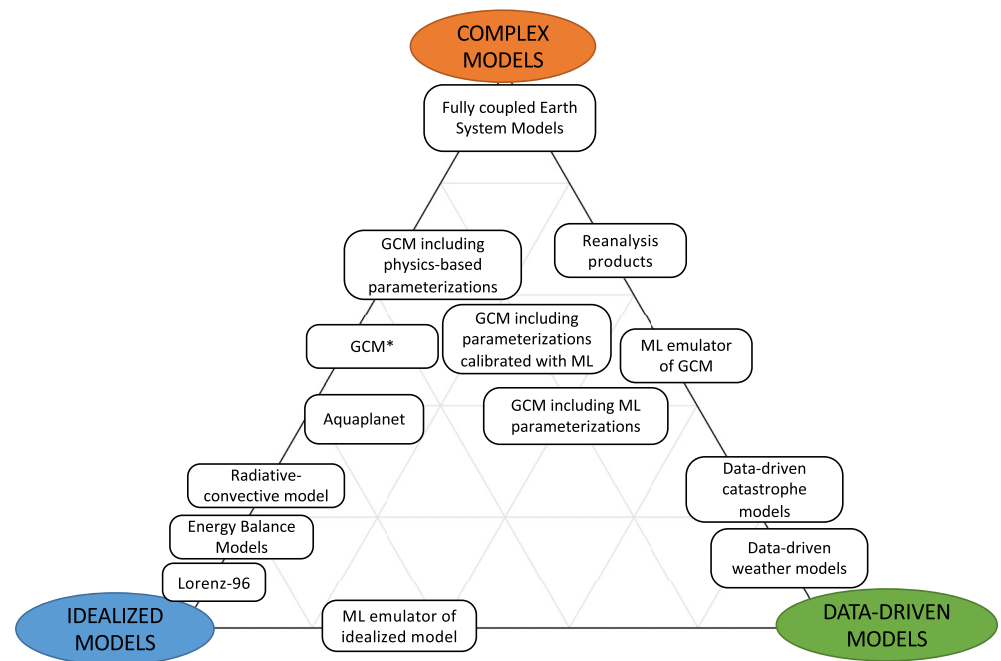 COMPLEX
MODELS
Fully coupled Earth
System Models
GCM including
physics-based
parameterizations
Reanalysis
products
GCM including
parameterizations
calibrated with ML
GCM*
ML emulator
of GCM
Aquaplanet
GCM including ML
parameterizations
Radiative-
convective model
Data-driven
catastrophe
models
Energy Balance
Models
Data-driven
weather models
Lorenz-96
IDEALIZED
MODELS
ML emulator of
idealized model
DATA-DRIVEN
MODELS